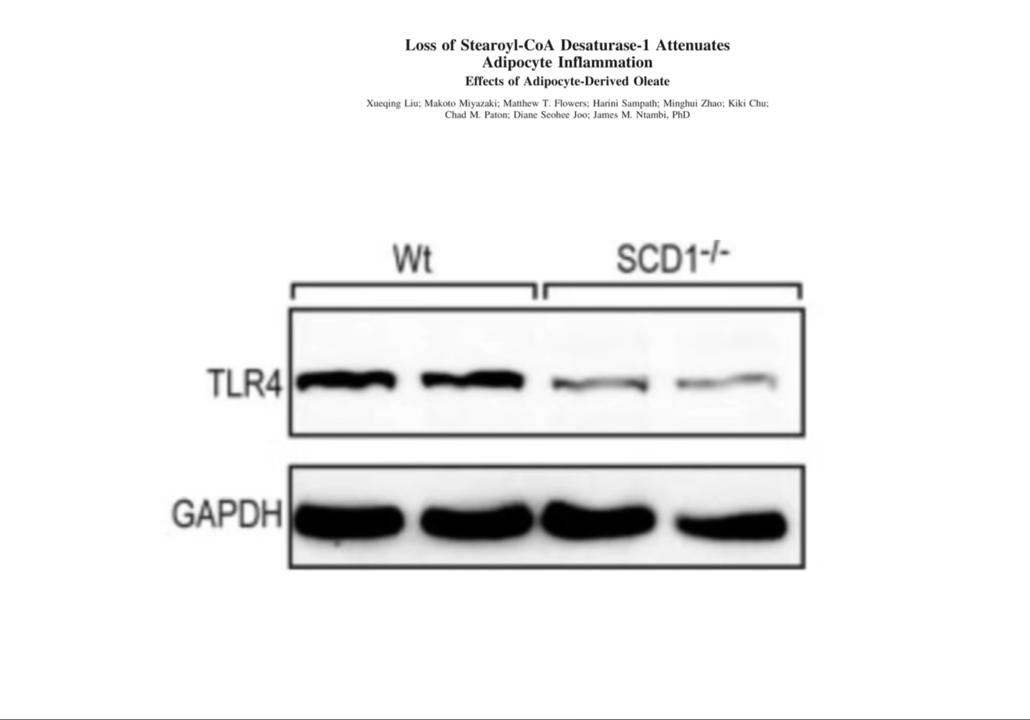 Loss of Stearoyl-CoA Desaturase-1 Attenuates
Adipocyte Inflammation
Effects of Adipocyte-Derived Oleate
Xueqing Liu; Makoto Miyazaki; Matthew T. Flowers; Harini Sampath; Minghui Zhao; Kiki Chu;
Chad M. Paton; Diane Seohee Joo; James M. Ntambi, PhD
Wt SCD1-/-
TLR4
GAPDH